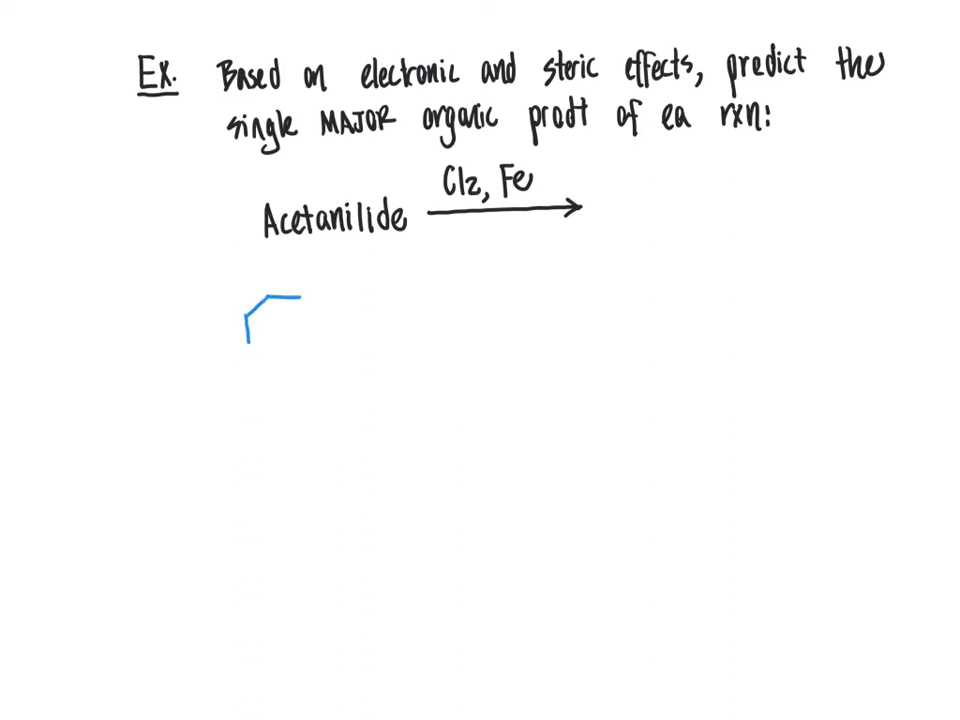 Ex. Based on electronic and steric effects, predict the
single MAJOR organic prodt of ea rxn:
Cl2, Fe
Acetanilide